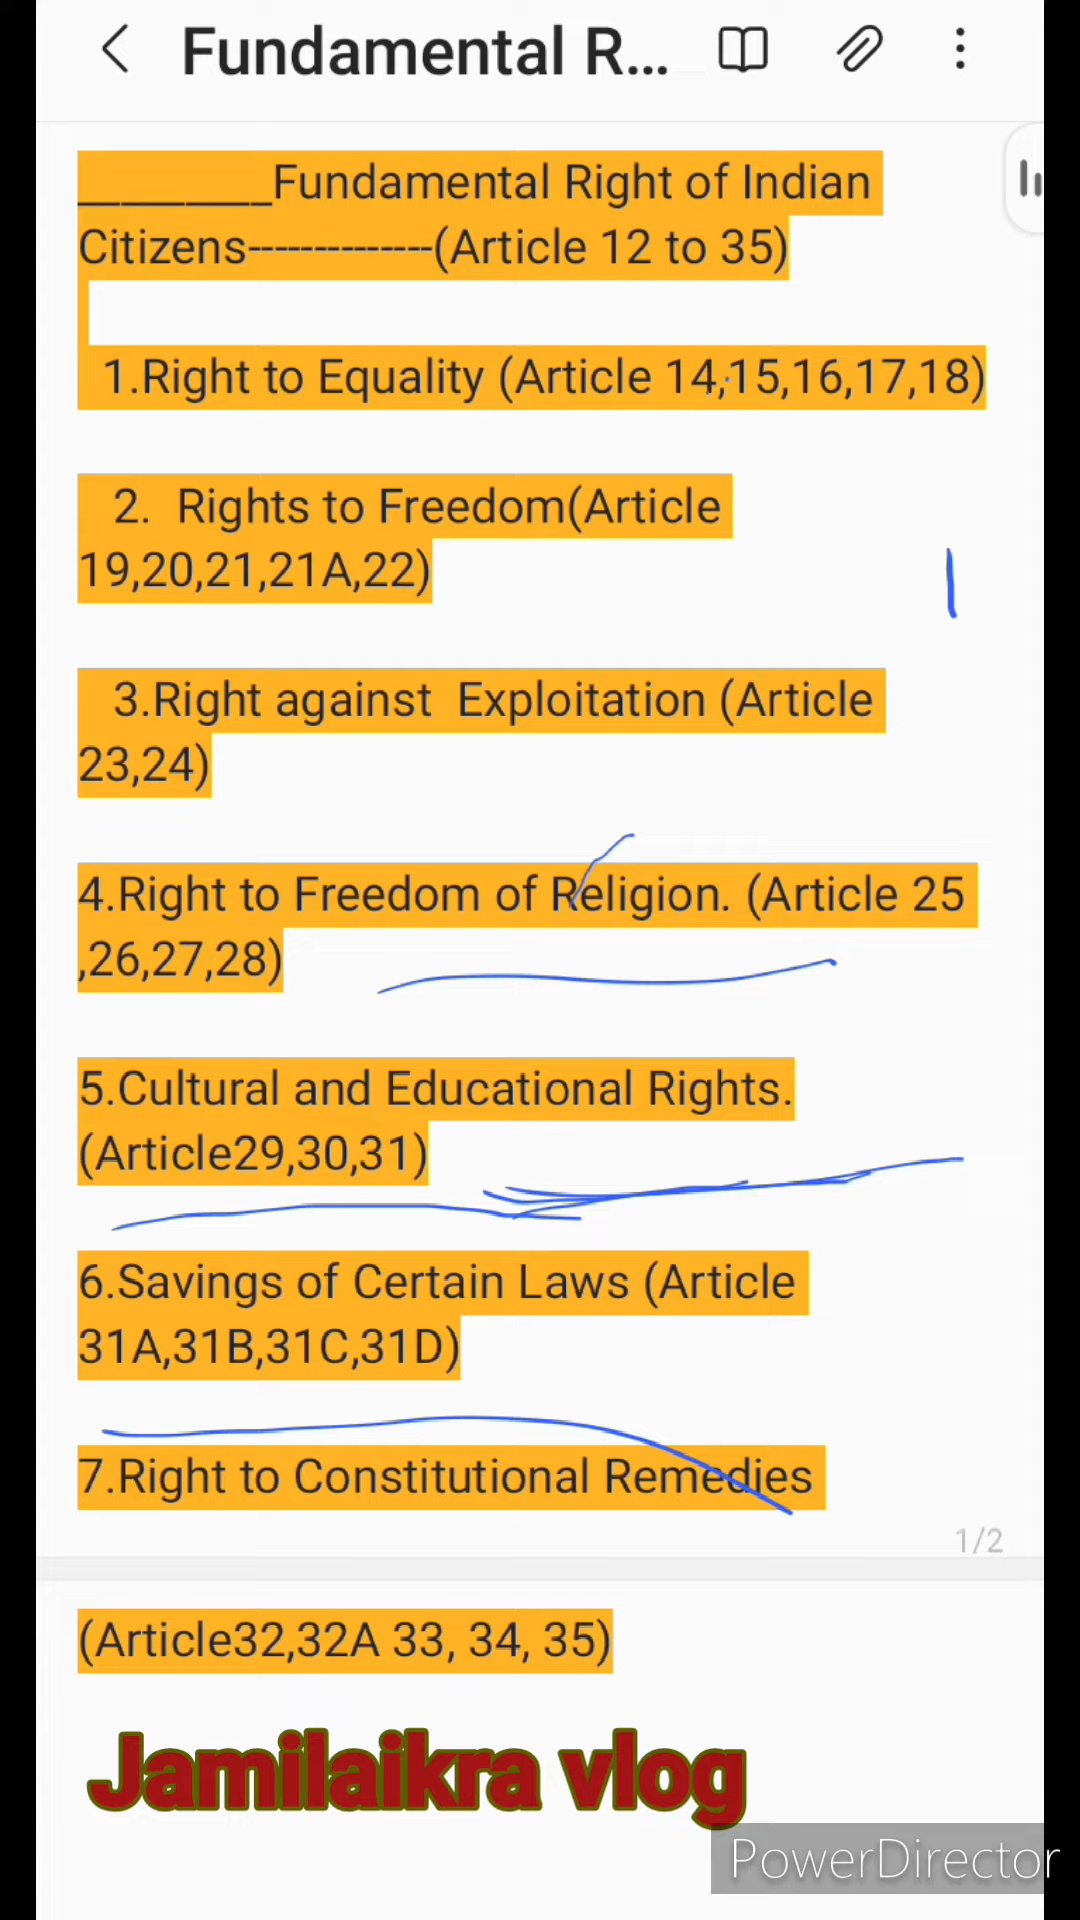 Fundamental R...
_________Fundamental Right of Indian
Citizens--------------(Article 12 to 35)
1.Right to Equality (Article 14,15,16,17,18)
2. Rights to Freedom(Article
19,20,21,21A,22)
3.Right against Exploitation (Article
23,24)
4.Right to Freedom of Religion. (Article 25
,26,27,28)
5.Cultural and Educational Rights.
(Article29,30,31)
6.Savings of Certain Laws (Article
31A,31B,31C,31D)
7.Right to Constitutional Remedies
1/2
(Article32,32A 33, 34, 35)
Jamilaikra vlog
PowerDirector